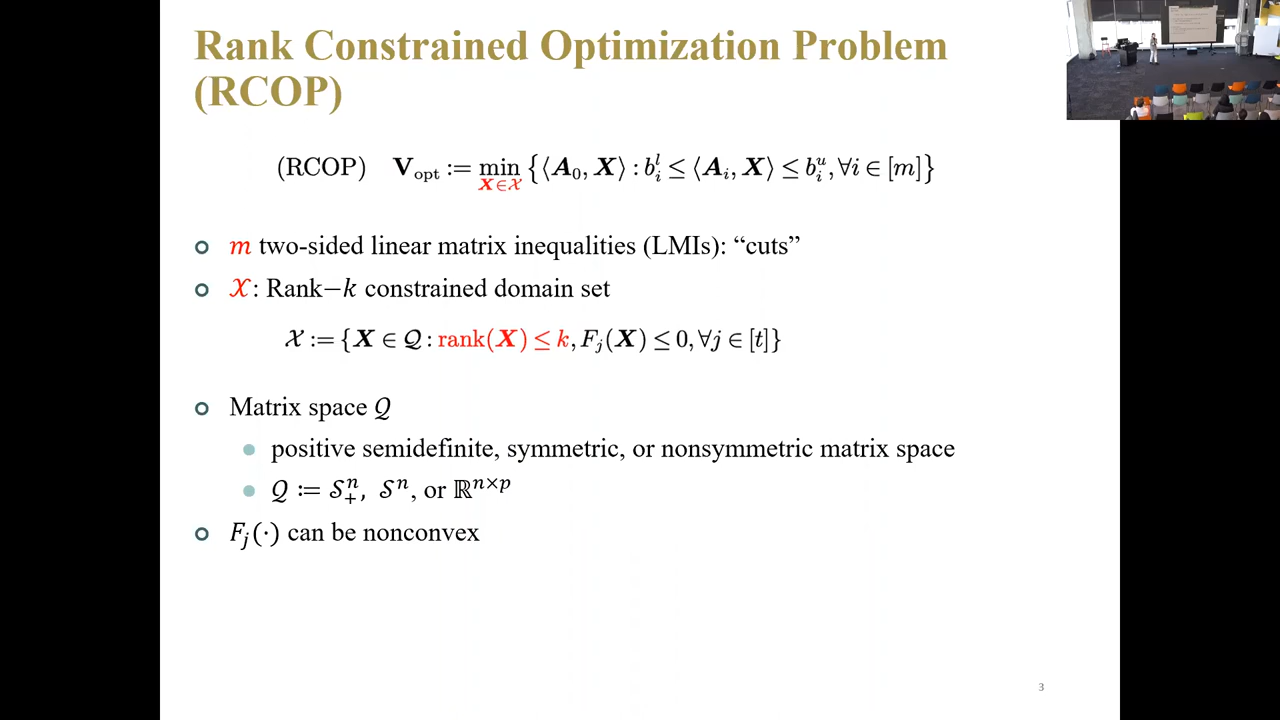 Rank Constrained Optimization Problem
(RCOP)
(RCOP) V_opt := min_{X∈𝒳} {⟨A_0, X⟩ : b_i^l ≤ ⟨A_i, X⟩ ≤ b_i^u, ∀i ∈ [m]}
m two-sided linear matrix inequalities (LMIs): “cuts”
𝒳: Rank−k constrained domain set
𝒳 := {X ∈ 𝒬 : rank(X) ≤ k, F_j(X) ≤ 0, ∀j ∈ [t]}
Matrix space 𝒬
positive semidefinite, symmetric, or nonsymmetric matrix space
𝒬 := 𝒮_+^n, 𝒮^n, or ℝ^{n×p}
F_j(·) can be nonconvex
3